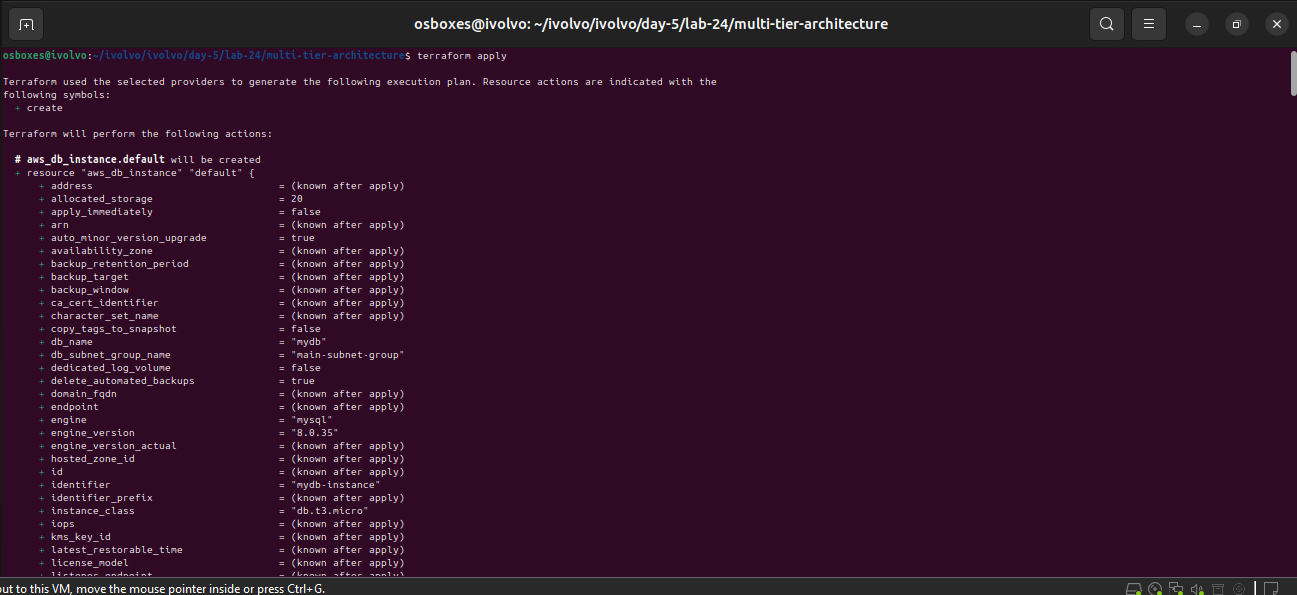 osboxes@ivolvo: ~/ivolvo/ivolvo/day-5/lab-24/multi-tier-architecture
osboxes@ivolvo:~/ivolvo/ivolvo/day-5/lab-24/multi-tier-architecture$ terraform apply
Terraform used the selected providers to generate the following execution plan. Resource actions are indicated with the
following symbols:
+ create
Terraform will perform the following actions:
# aws_db_instance.default will be created
+ resource "aws_db_instance" "default" {
+ address = (known after apply)
+ allocated_storage = 20
+ apply_immediately = false
+ arn = (known after apply)
+ auto_minor_version_upgrade = true
+ availability_zone = (known after apply)
+ backup_retention_period = (known after apply)
+ backup_target = (known after apply)
+ backup_window = (known after apply)
+ ca_cert_identifier = (known after apply)
+ character_set_name = (known after apply)
+ copy_tags_to_snapshot = false
+ db_name = "mydb"
+ db_subnet_group_name = "main-subnet-group"
+ dedicated_log_volume = false
+ delete_automated_backups = true
+ domain_fqdn = (known after apply)
+ endpoint = (known after apply)
+ engine = "mysql"
+ engine_version = "8.0.35"
+ engine_version_actual = (known after apply)
+ hosted_zone_id = (known after apply)
+ id = (known after apply)
+ identifier = "mydb-instance"
+ identifier_prefix = (known after apply)
+ instance_class = "db.t3.micro"
+ iops = (known after apply)
+ kms_key_id = (known after apply)
+ latest_restorable_time = (known after apply)
+ license_model = (known after apply)
+ listener_endpoint = (known after apply)
out to this VM, move the mouse pointer inside or press Ctrl+G.